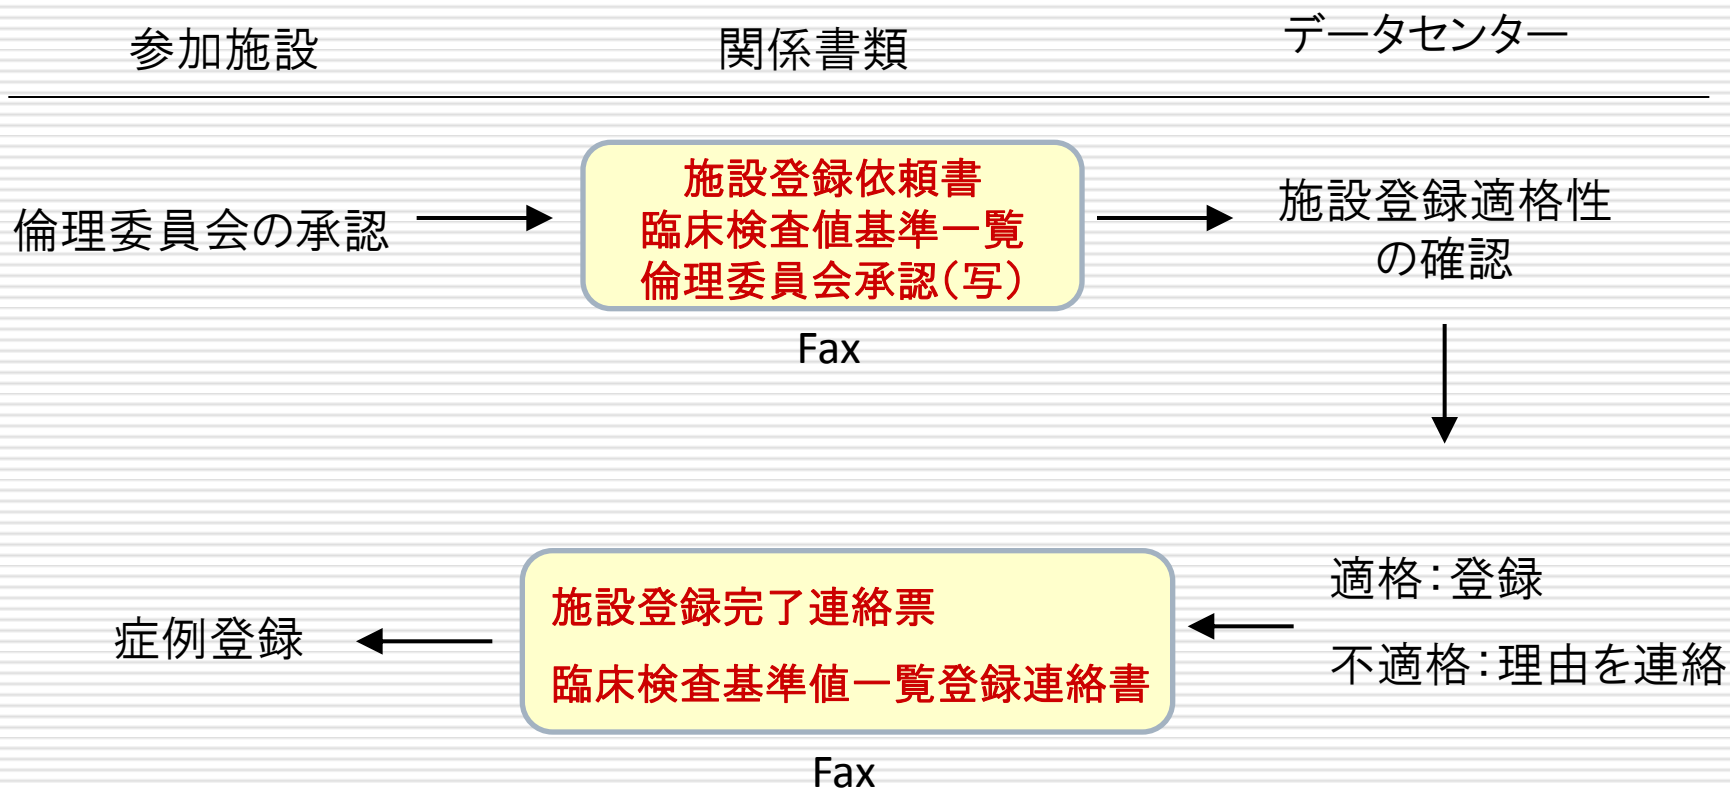 参加施設
関係書類
データセンター
倫理委員会の承認
施設登録依頼書
臨床検査値基準一覧
倫理委員会承認(写)
Fax
施設登録適格性
の確認
適格：登録
不適格：理由を連絡
施設登録完了連絡票
臨床検査基準値一覧登録連絡書
Fax
症例登録